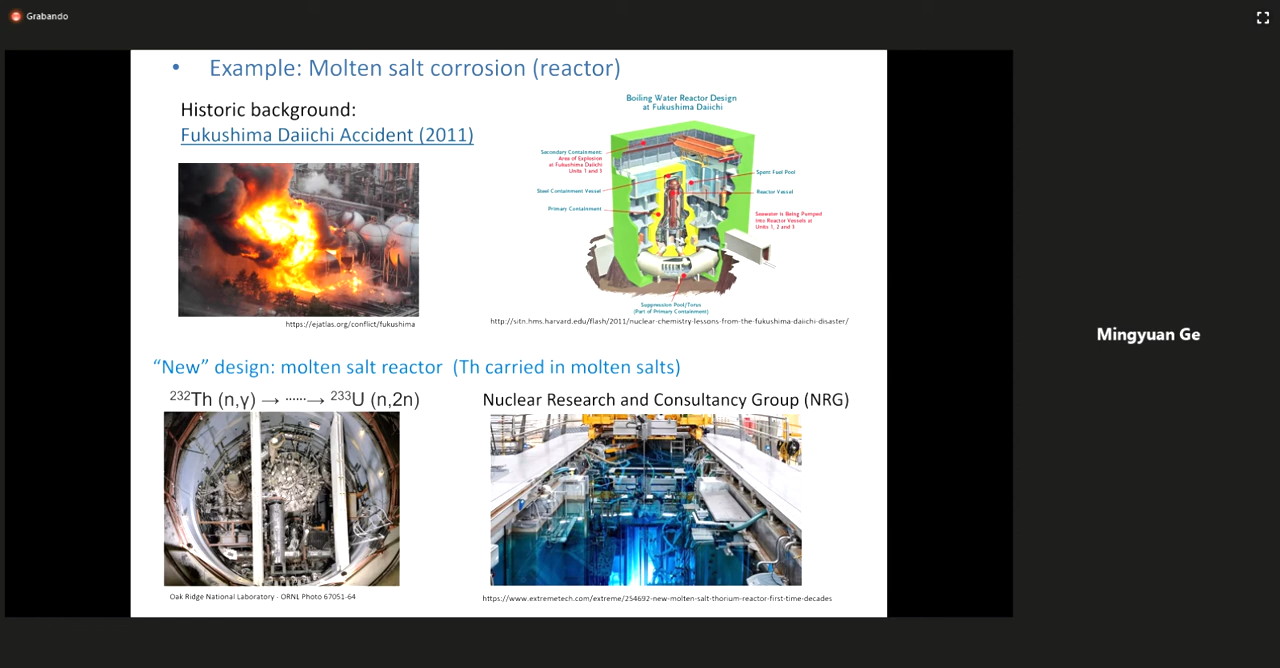 Grabando
• Example: Molten salt corrosion (reactor)
Historic background:
Fukushima Daiichi Accident (2011)
https://ejatlas.org/conflict/fukushima
Boiling Water Reactor Design
at Fukushima Daiichi
Secondary Containment:
Area of Explosion
at Fukushima Daiichi
Units 1 and 3
Steel Containment Vessel
Primary Containment
Spent Fuel Pool
Reactor Vessel
Seawater is Being Pumped
Into Reactor Vessels at
Units 1, 2 and 3
Suppression Pool/Torus
(Part of Primary Containment)
http://sitn.hms.harvard.edu/flash/2011/nuclear-chemistry-lessons-from-the-fukushima-daiichi-disaster/
Mingyuan Ge
“New” design: molten salt reactor (Th carried in molten salts)
²³²Th (n,γ) → ······→ ²³³U (n,2n)
Oak Ridge National Laboratory - ORNL Photo 67051-64
Nuclear Research and Consultancy Group (NRG)
https://www.extremetech.com/extreme/254692-new-molten-salt-thorium-reactor-first-time-decades